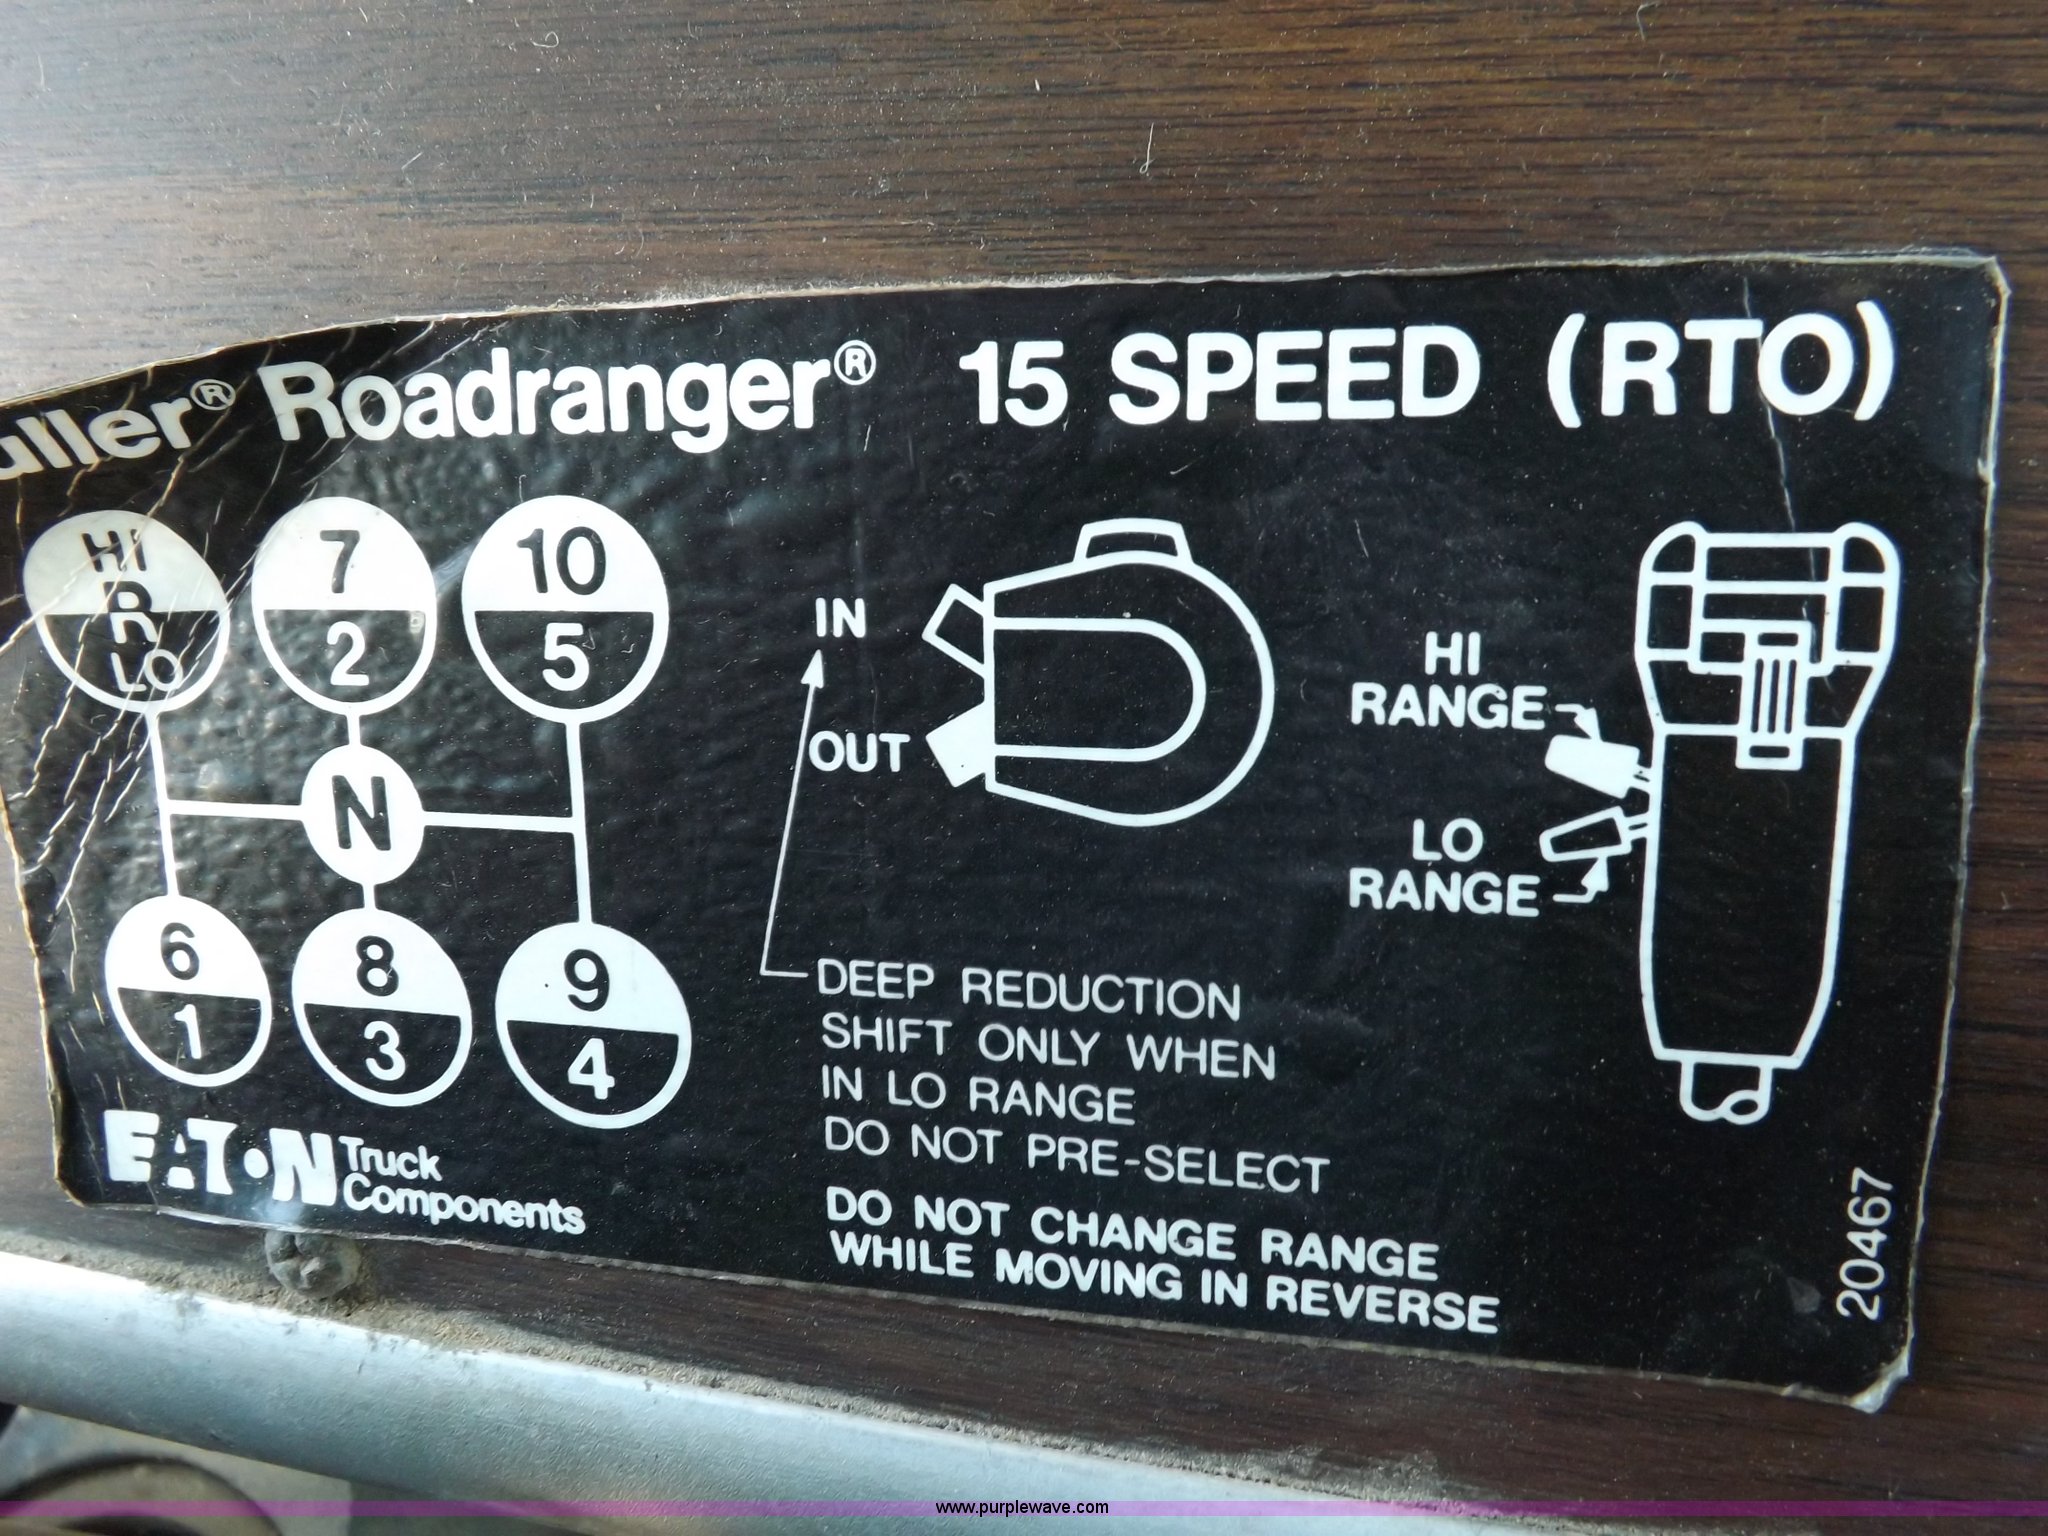 uller® Roadranger® 15 SPEED (RTO)
HI
R
LO
7
2
10
5
N
6
1
8
3
9
4
IN
OUT
HI
RANGE
LO
RANGE
DEEP REDUCTION
SHIFT ONLY WHEN
IN LO RANGE
DO NOT PRE-SELECT
DO NOT CHANGE RANGE
WHILE MOVING IN REVERSE
EATON Truck
Components
20467
www.purplewave.com